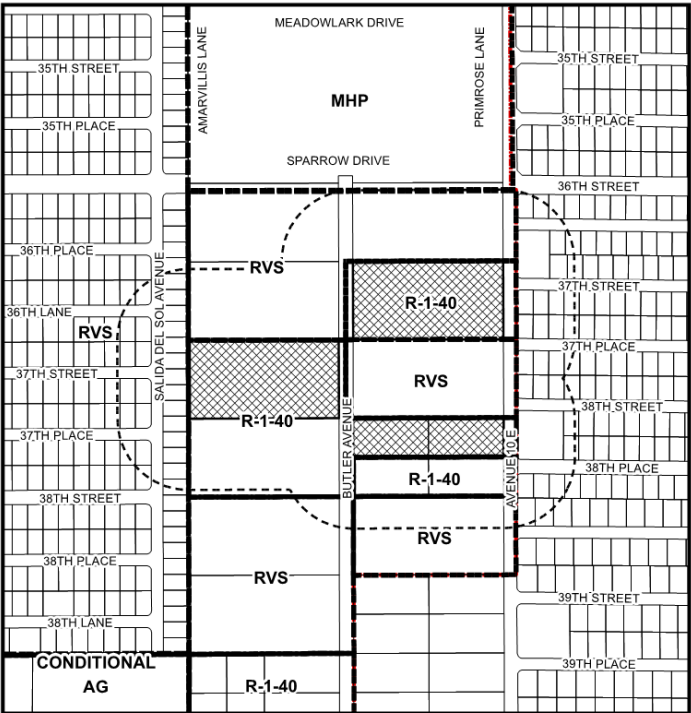 MEADOWLARK DRIVE
AMARVILLIS LANE
PRIMROSE LANE
35TH STREET
35TH STREET
MHP
35TH PLACE
35TH PLACE
SPARROW DRIVE
36TH STREET
36TH PLACE
RVS
SALIDA DEL SOL AVENUE
37TH STREET
R-1-40
36TH LANE
RVS
37TH PLACE
37TH STREET
RVS
38TH STREET
R-1-40
37TH PLACE
BUTLER AVENUE
AVENUE 10 E
38TH PLACE
R-1-40
38TH STREET
RVS
38TH PLACE
RVS
39TH STREET
38TH LANE
CONDITIONAL
AG
39TH PLACE
R-1-40